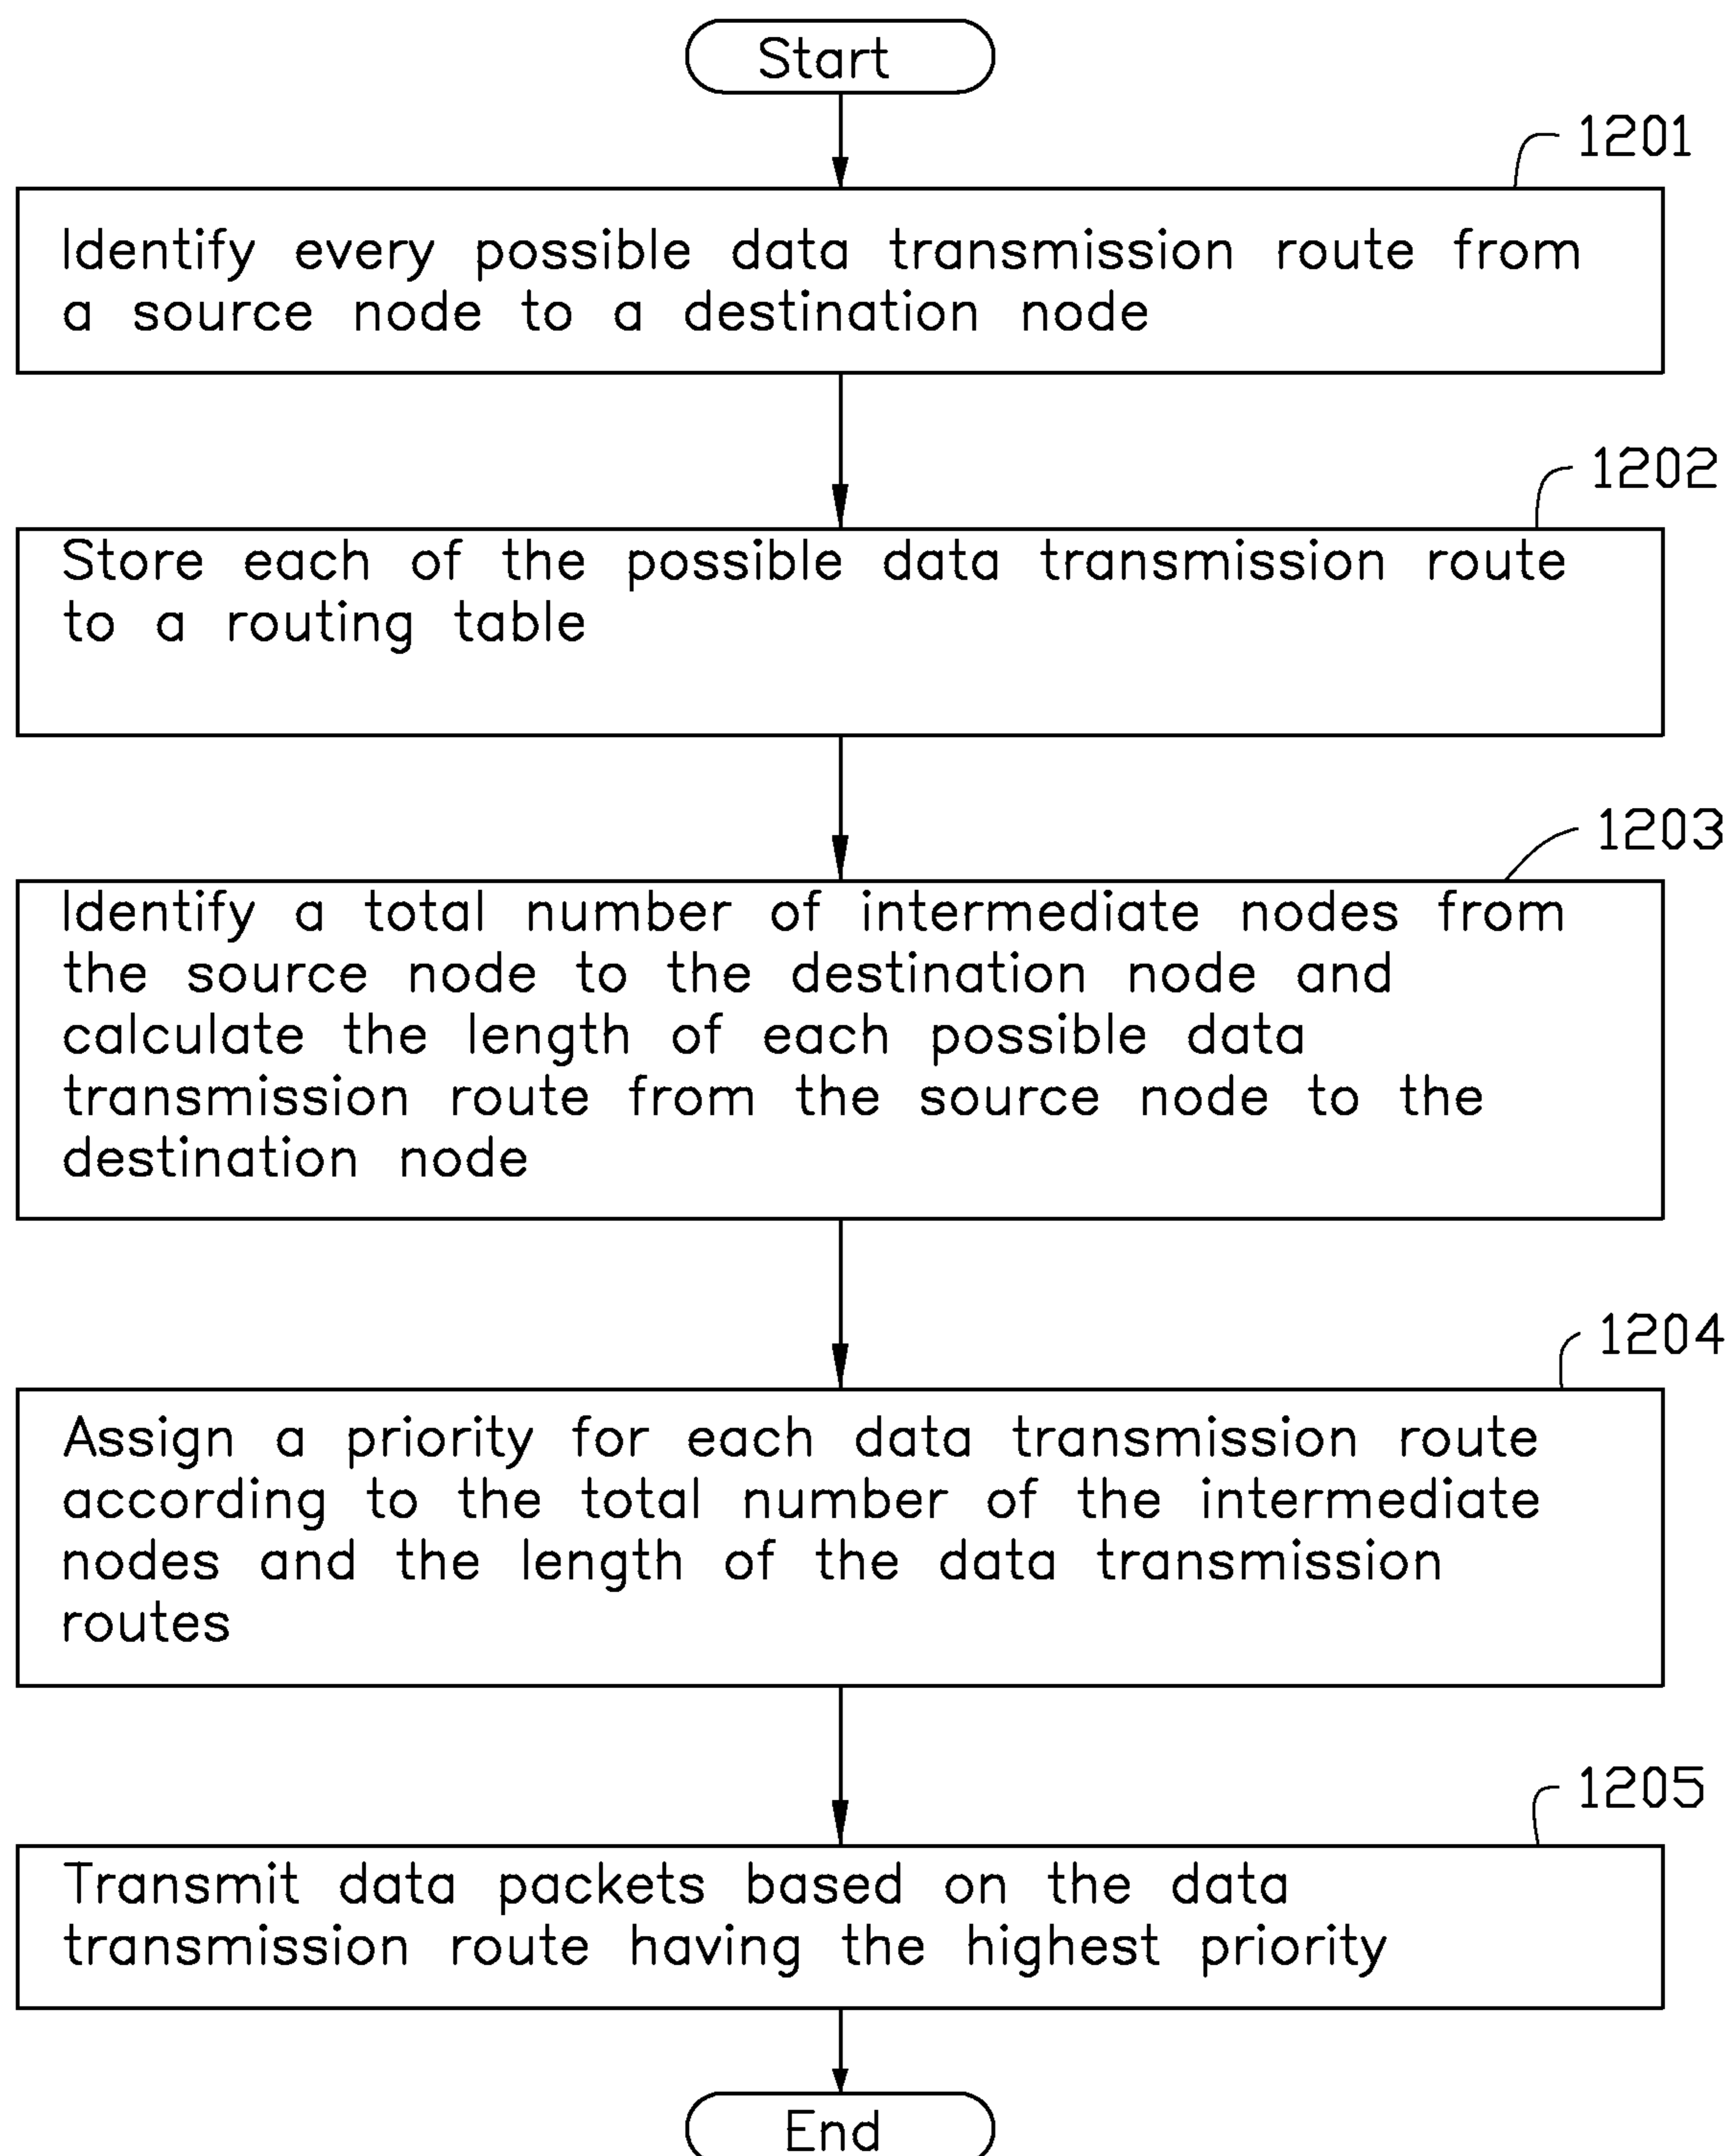 Start
1201
Identify every possible data transmission route from
a source node to a destination node
1202
Store each of the possible data transmission route
to a routing table
1203
Identify a total number of intermediate nodes from
the source node to the destination node and
calculate the length of each possible data
transmission route from the source node to the
destination node
1204
Assign a priority for each data transmission route
according to the total number of the intermediate
nodes and the length of the data transmission
routes
1205
Transmit data packets based on the data
transmission route having the highest priority
End